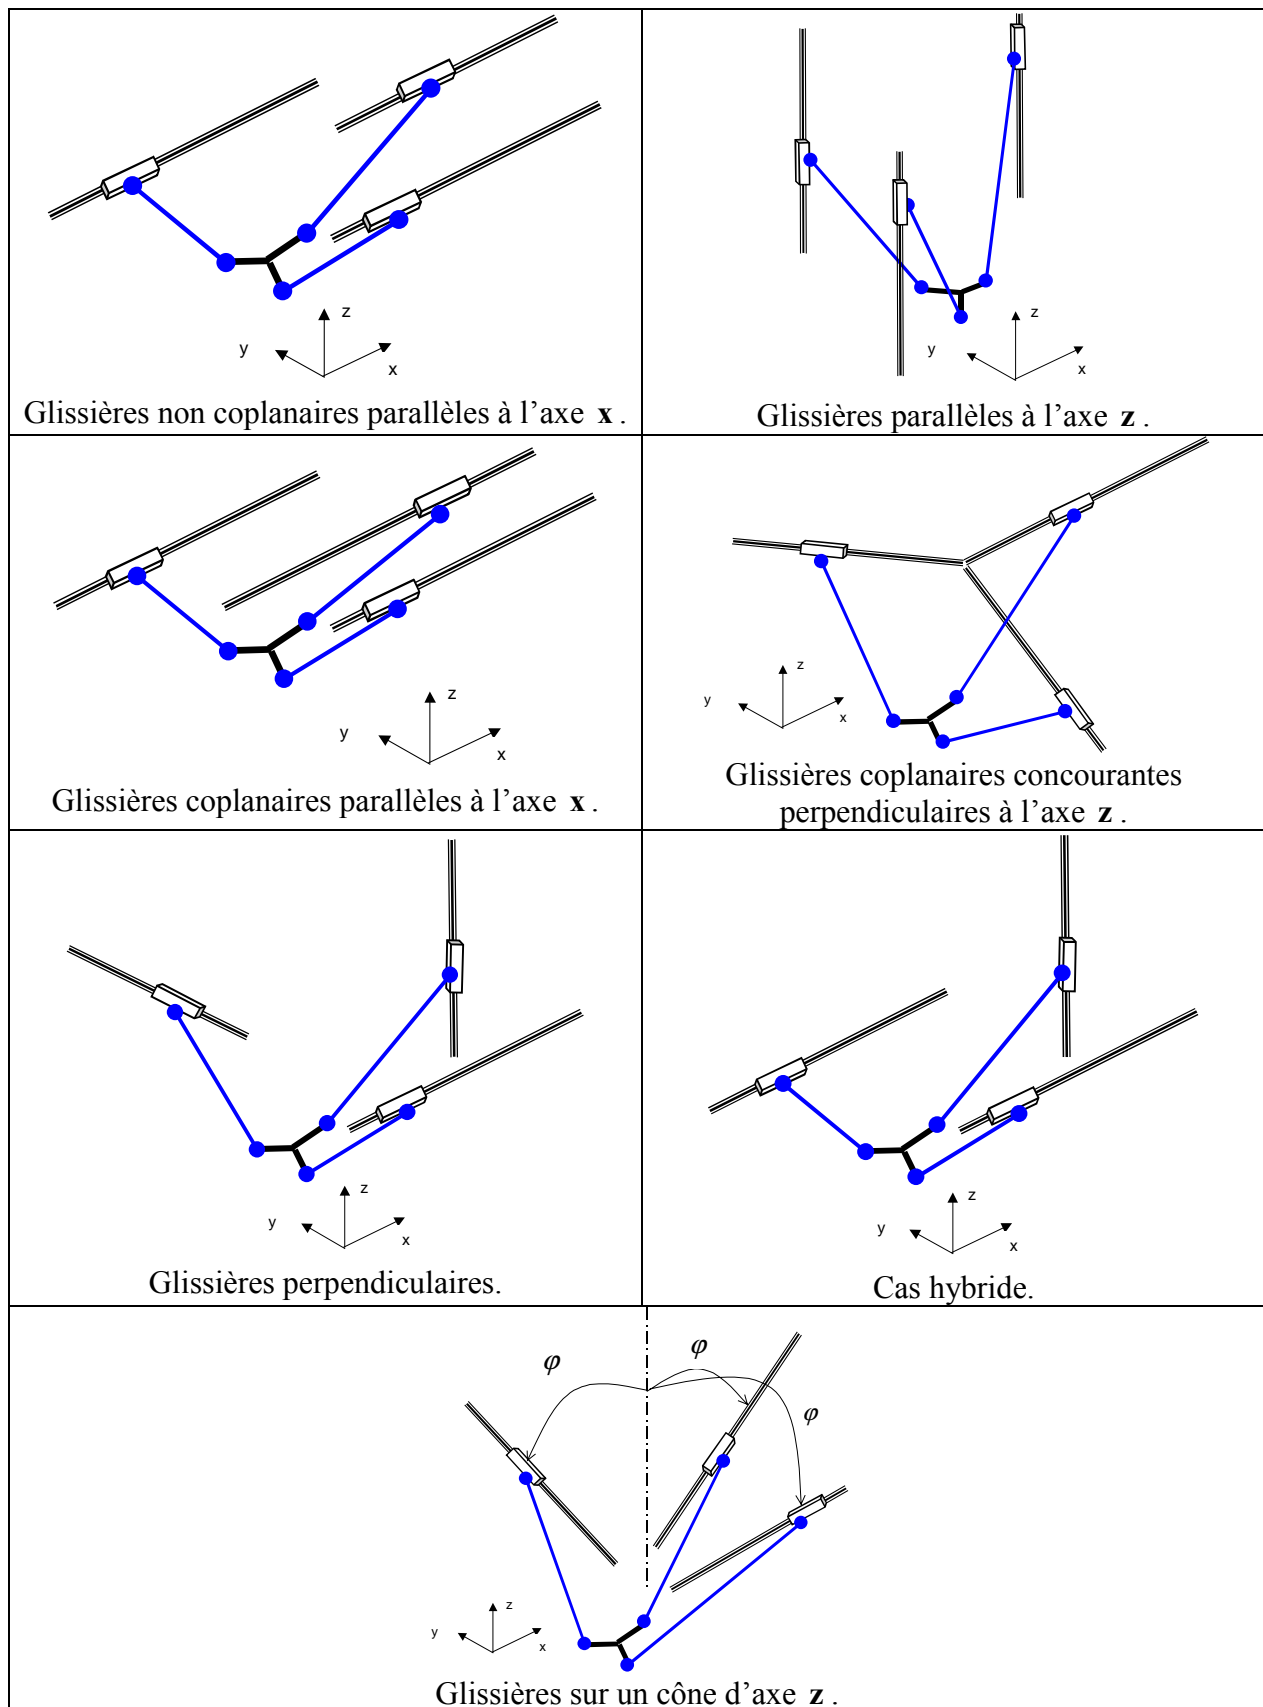 z
y
x
Glissières non coplanaires parallèles à l'axe x .
z
y
x
Glissières parallèles à l'axe z .
z
y
x
Glissières coplanaires parallèles à l'axe x .
z
y
x
Glissières coplanaires concourantes
perpendiculaires à l'axe z .
z
y
x
Glissières perpendiculaires.
z
y
x
Cas hybride.
φ
φ
φ
z
y
x
Glissières sur un cône d'axe z .